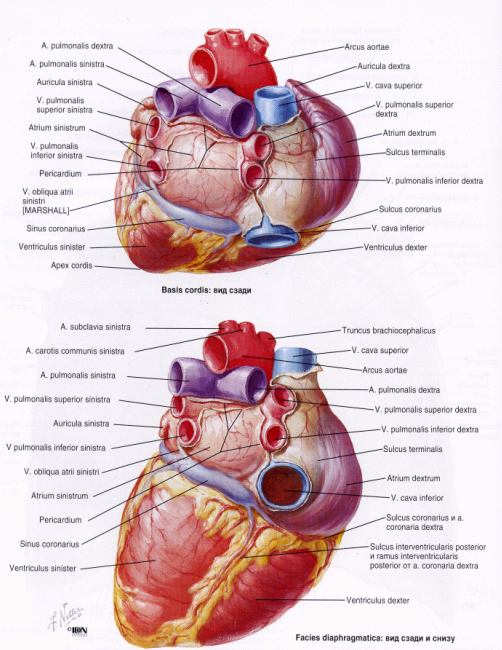 A. pulmonalis dextra
A. pulmonalis sinistra
Auricula sinistra
V. pulmonalis
superior sinistra
Atrium sinistrum
V. pulmonalis
inferior sinistra
Pericardium
V. obliqua atrii
sinistri
[MARSHALL]
Sinus coronarius
Ventriculus sinister
Apex cordis
Arcus aortae
Auricula dextra
V. cava superior
V. pulmonalis superior
dextra
Atrium dextrum
Sulcus terminalis
V. pulmonalis inferior dextra
Sulcus coronarius
V. cava inferior
Ventriculus dexter
Basis cordis: вид сзади
A. subclavia sinistra
A. carotis communis sinistra
A. pulmonalis sinistra
V. pulmonalis superior sinistra
Auricula sinistra
V pulmonalis inferior sinistra
V. obliqua atrii sinistri
Atrium sinistrum
Pericardium
Sinus coronarius
Ventriculus sinister
Truncus brachiocephalicus
V. cava superior
Arcus aortae
A. pulmonalis dextra
V. pulmonalis superior dextra
V. pulmonalis inferior dextra
Sulcus terminalis
Atrium dextrum
V. cava inferior
Sulcus coronarius и a.
coronaria dextra
Sulcus interventricularis posterior
и ramus interventricularis
posterior от a. coronaria dextra
Ventriculus dexter
Facies diaphragmatica: вид сзади и снизу